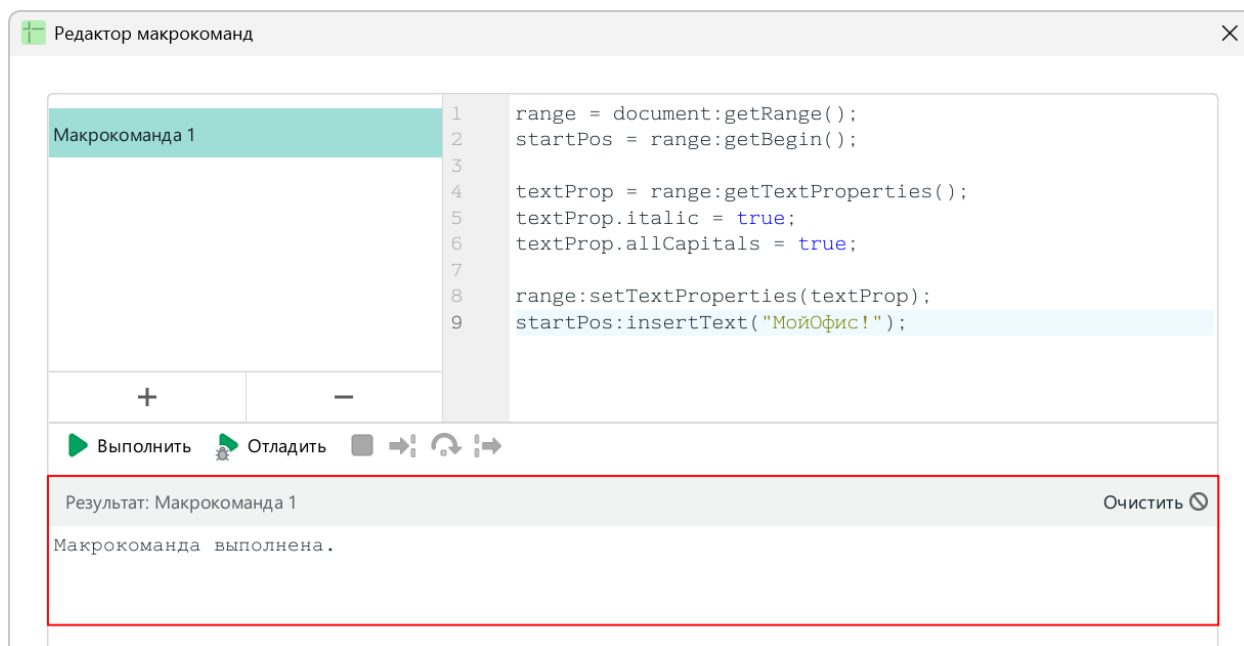 Редактор макрокоманд
Макрокоманда 1
1 range = document:getRange();
2 startPos = range:getBegin();
3
4 textProp = range:getTextProperties();
5 textProp.italic = true;
6 textProp.allCapitals = true;
7
8 range:setTextProperties(textProp);
9 startPos:insertText("МойОфис!");
Выполнить Отладить
Результат: Макрокоманда 1 Очистить
Макрокоманда выполнена.